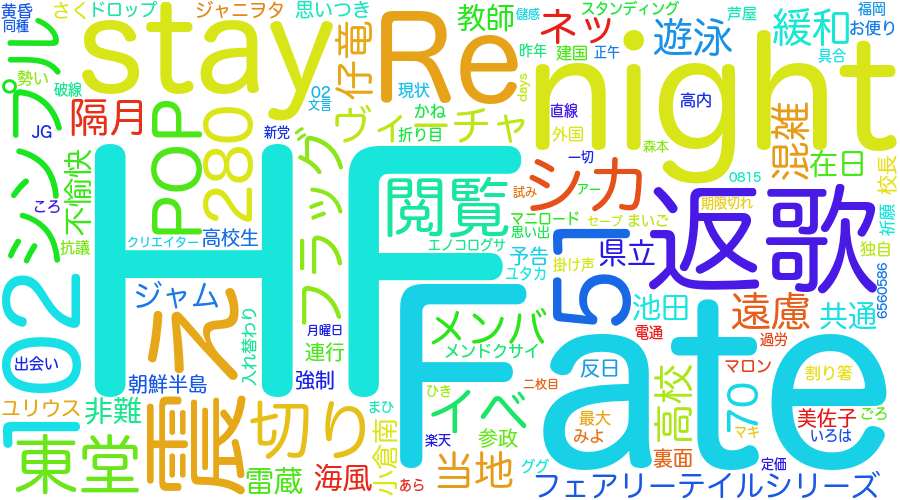 黄昏
同種
さく
ドロップ
ジャニヲタ
思いつき
stay
Re
night
教師
儲感
スタンディング
芦屋
福岡
お便り
ネッ
遊泳
緩和
昨年
建国
正午
具合
シンプル
勢い
破線
隔月
POP
280
仔竜
02
文言
現状
days
直線
高内
JG
新党
ヴィーチャ
かね
折り目
外国
森本
混雑
在日
校長
不愉快
抗議
ころ
クリエイター
高校生
フラッグ
HF
閲覧
エノコログサ
シカ
一切
試み
アー
0815
期限切れ
マニロード
思い出
セーブ
まいご
返歌
祈願
独自
102
ジャム
え
震
予告
ユタカ
掛け声
51
県立
6560586
Fate
出会い
朝鮮半島
入れ替わり
月曜日
連行
強制
メンバ
メンドクサイ
池田
電通
遠慮
過労
共通
ユリウス
非難
切り
まひ
ひき
イベ
二枚目
反日
マロン
割り箸
高校
70
最大
みよ
マキ
美佐子
ごろ
いろは
東堂
雷蔵
海風
小倉南
あら
楽天
参政
当地
ググ
裏面
定価
フェアリーテイルシリーズ